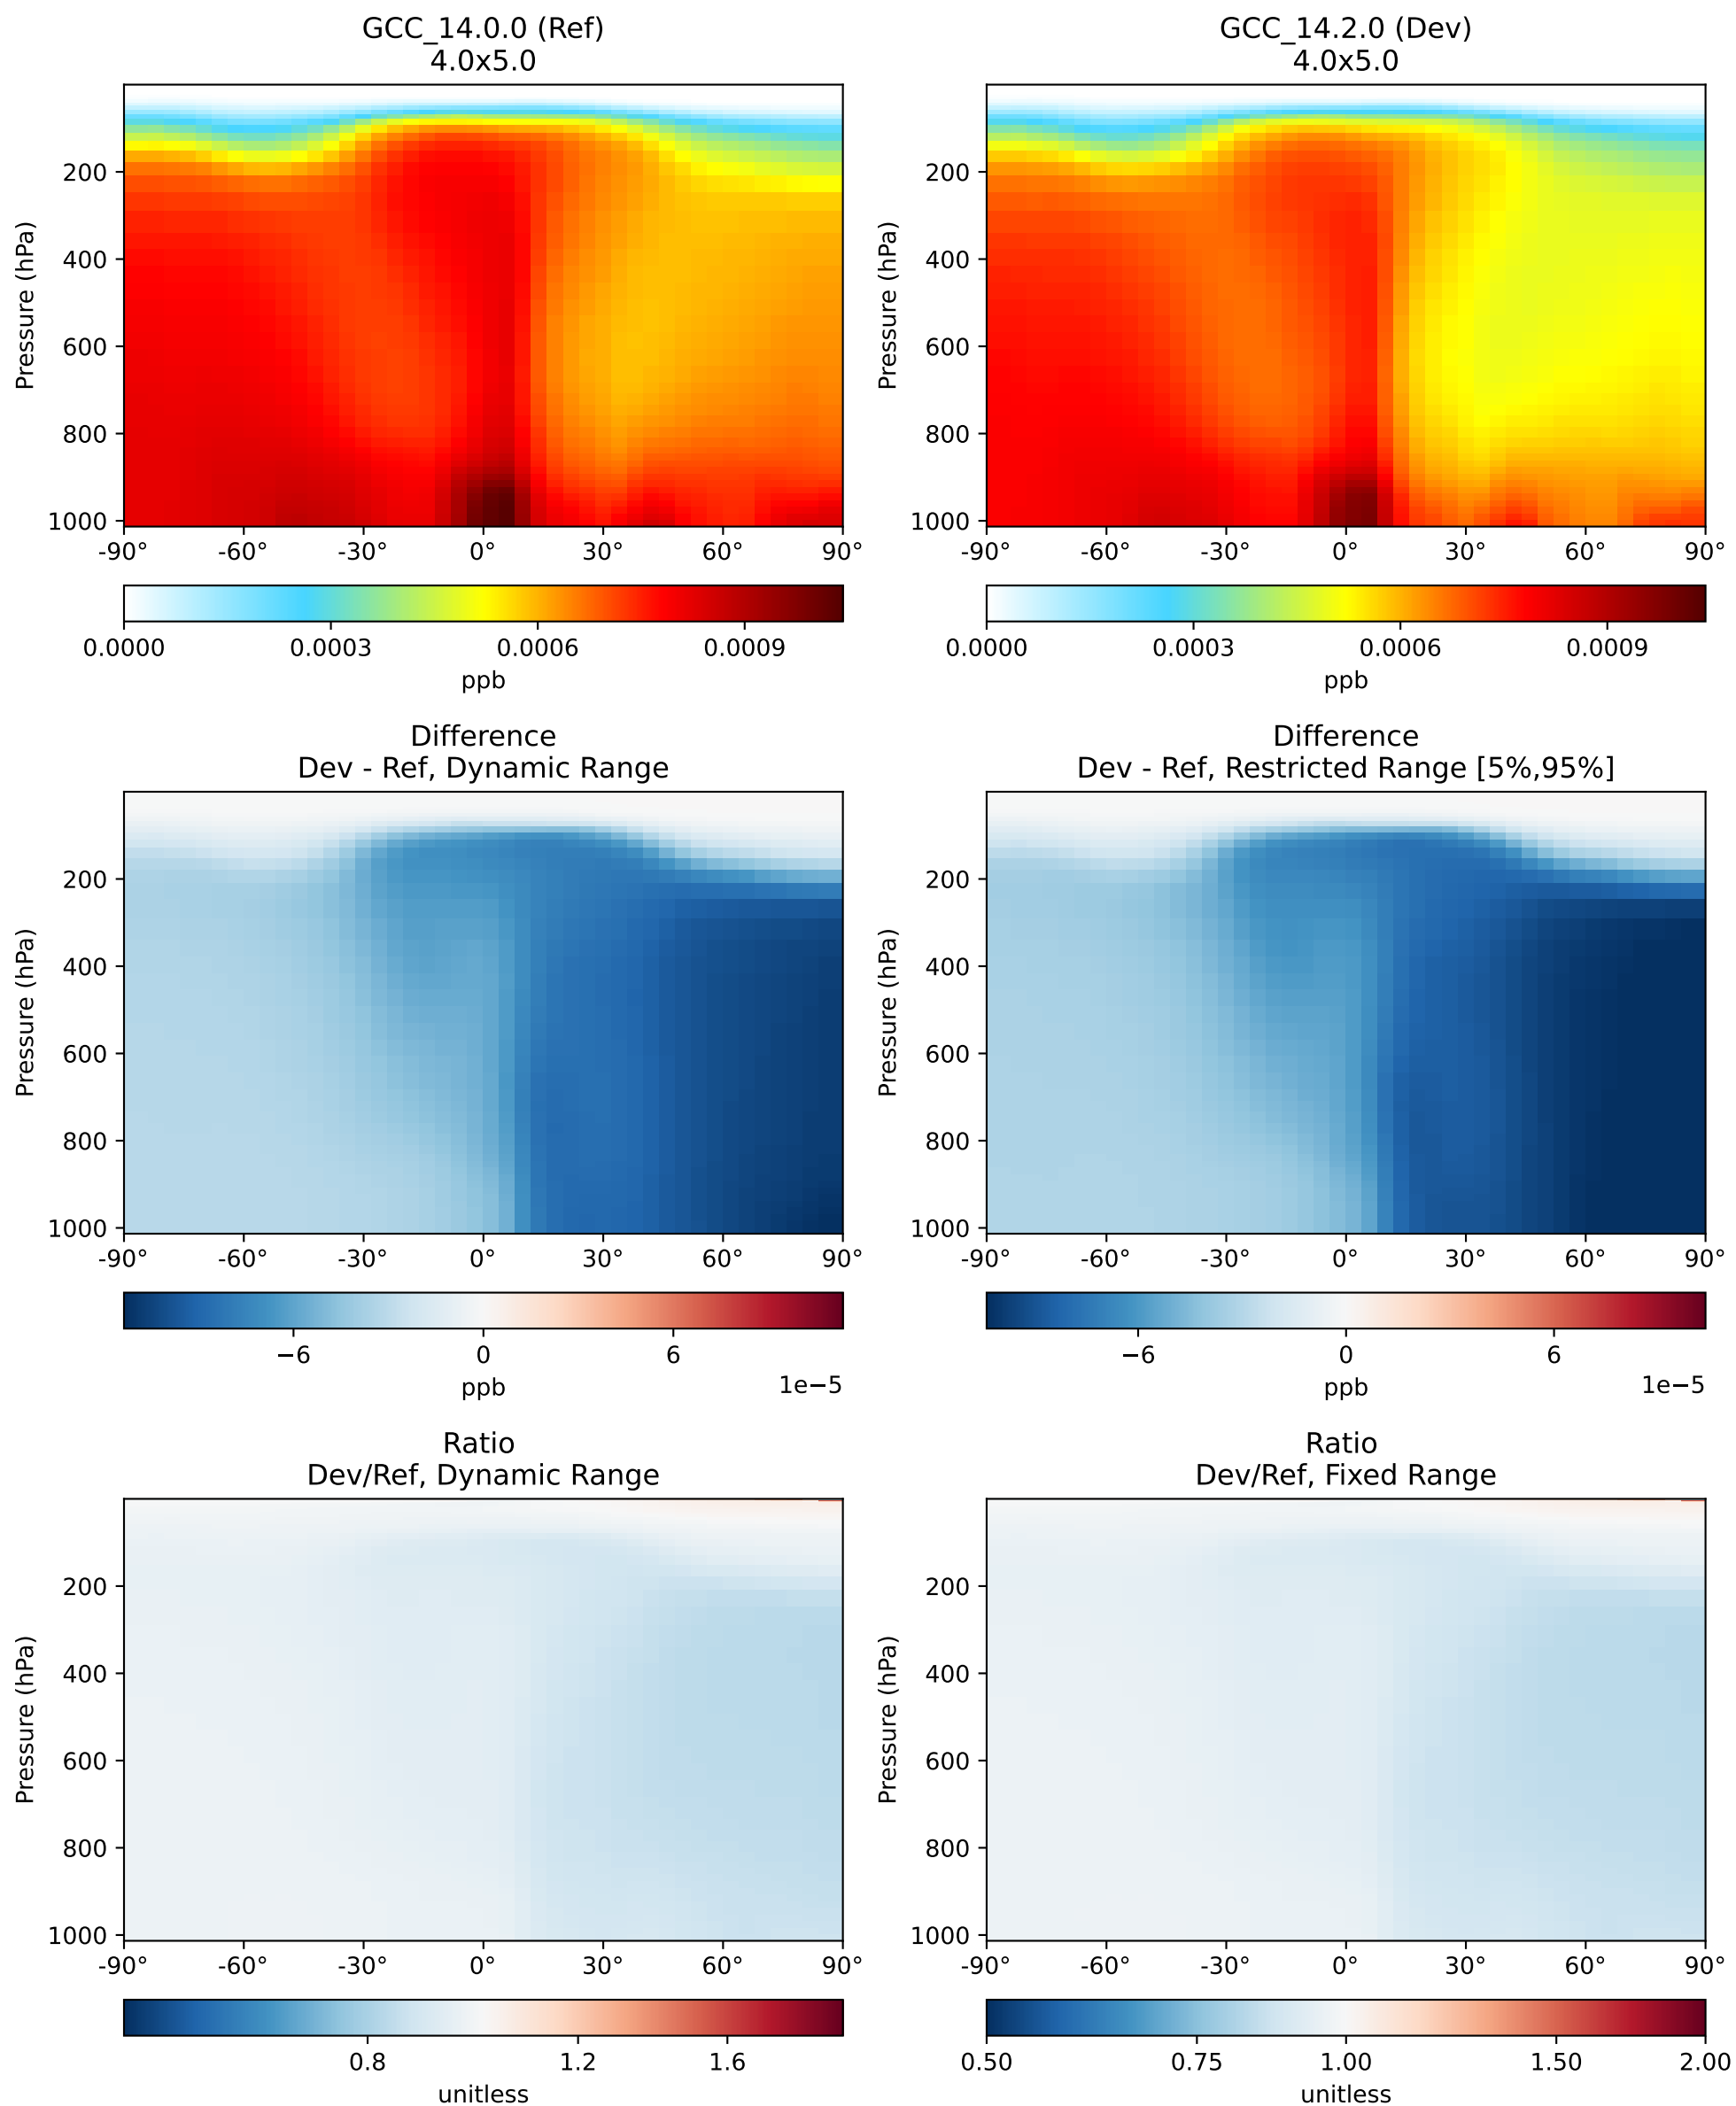 GCC_14.0.0 (Ref)
4.0x5.0
Pressure (hPa)
200
400
600
800
1000
-90° -60° -30° 0° 30° 60° 90°
0.0000 0.0003 0.0006 0.0009
ppb
GCC_14.2.0 (Dev)
4.0x5.0
Pressure (hPa)
200
400
600
800
1000
-90° -60° -30° 0° 30° 60° 90°
0.0000 0.0003 0.0006 0.0009
ppb
Difference
Dev - Ref, Dynamic Range
Pressure (hPa)
200
400
600
800
1000
-90° -60° -30° 0° 30° 60° 90°
−6 0 6
ppb
1e−5
Difference
Dev - Ref, Restricted Range [5%,95%]
Pressure (hPa)
200
400
600
800
1000
-90° -60° -30° 0° 30° 60° 90°
−6 0 6
ppb
1e−5
Ratio
Dev/Ref, Dynamic Range
Pressure (hPa)
200
400
600
800
1000
-90° -60° -30° 0° 30° 60° 90°
0.8 1.2 1.6
unitless
Ratio
Dev/Ref, Fixed Range
Pressure (hPa)
200
400
600
800
1000
-90° -60° -30° 0° 30° 60° 90°
0.50 0.75 1.00 1.50 2.00
unitless